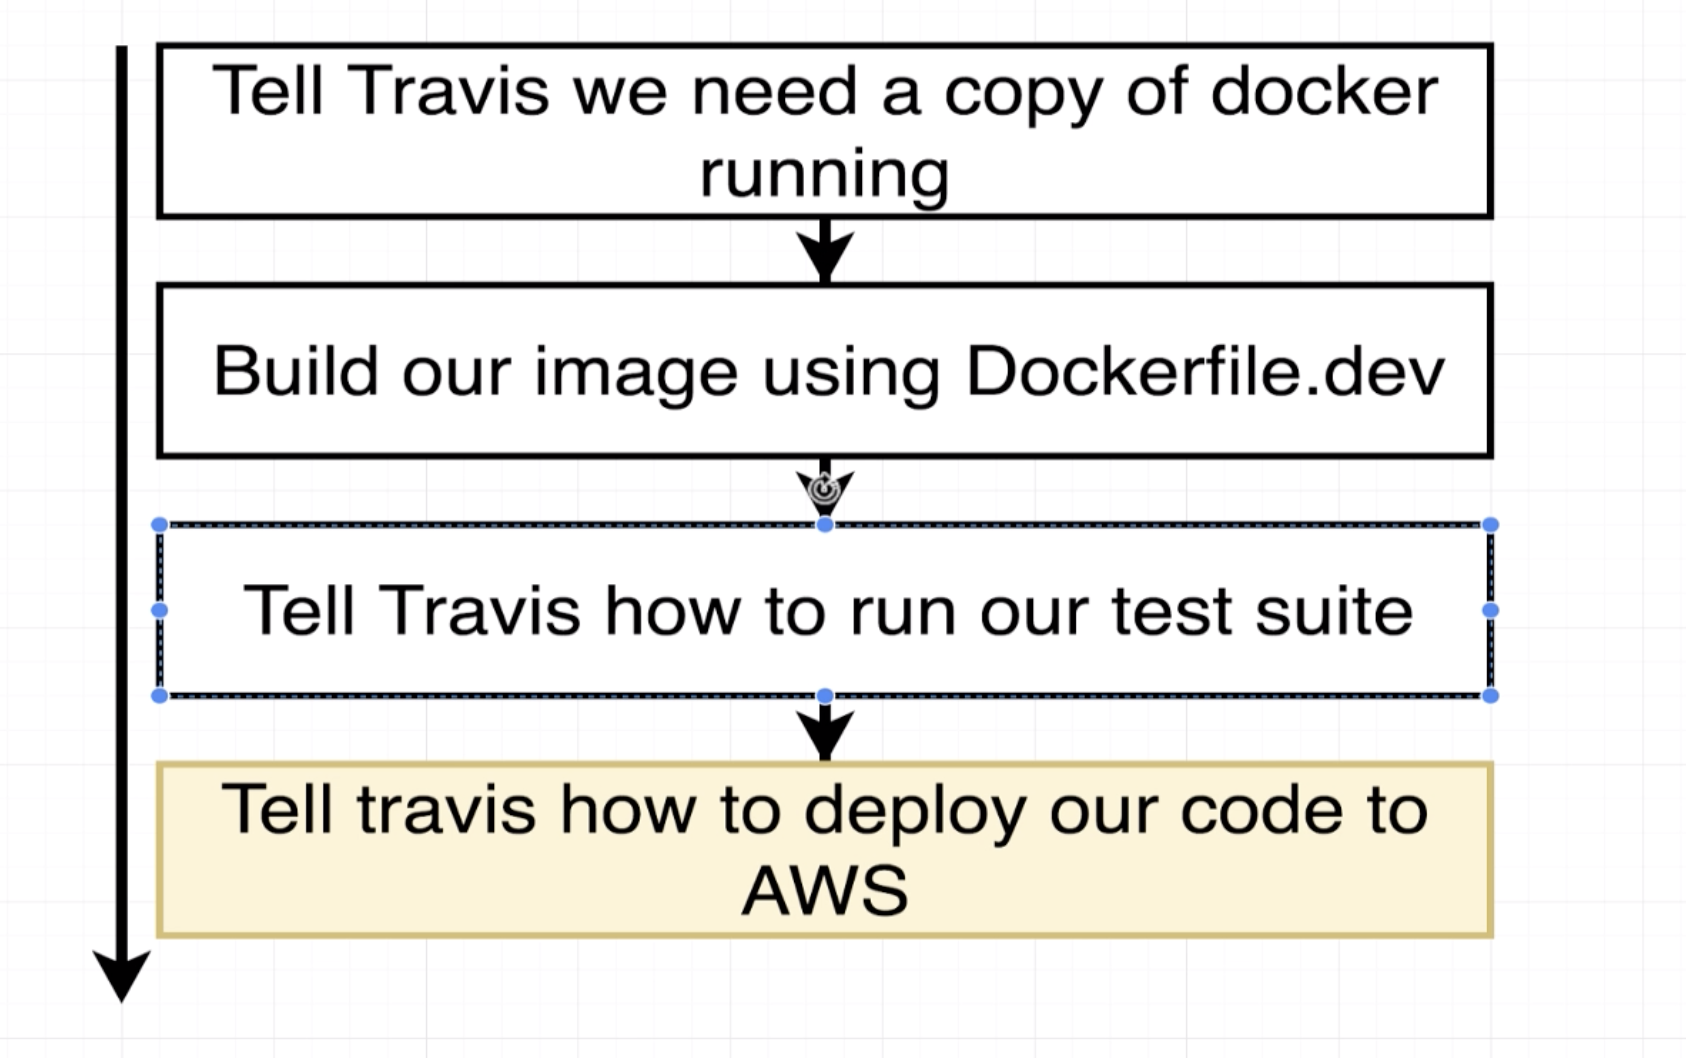 Tell Travis we need a copy of docker
running
Build our image using Dockerfile.dev
Tell Travis how to run our test suite
Tell travis how to deploy our code to
AWS